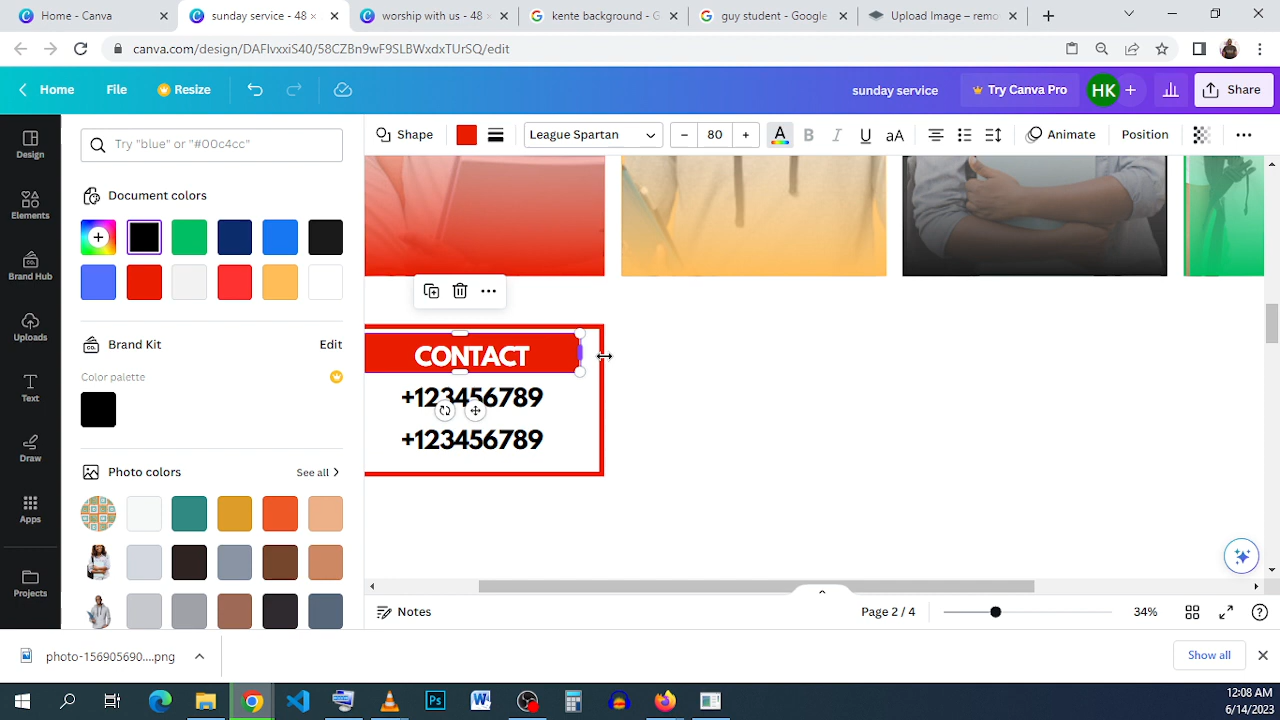 Home - Canva
sunday service - 48
worship with us - 48
kente background - G
guy student - Google
Upload Image – remo
canva.com/design/DAFlvxxiS40/58CZBn9wF9SLBWxdxTUrSQ/edit
Home
File
Resize
sunday service
Try Canva Pro
HK
Share
Try "blue" or "#00c4cc"
Shape
League Spartan
80
A
B
I
U
aA
Animate
Position
Design
Elements
Brand Hub
Uploads
Text
Draw
Apps
Projects
Document colors
Brand Kit
Edit
Color palette
Photo colors
See all
CONTACT
+123456789
+123456789
Notes
Page 2 / 4
34%
photo-156905690....png
Show all
12:08 AM
6/14/2023